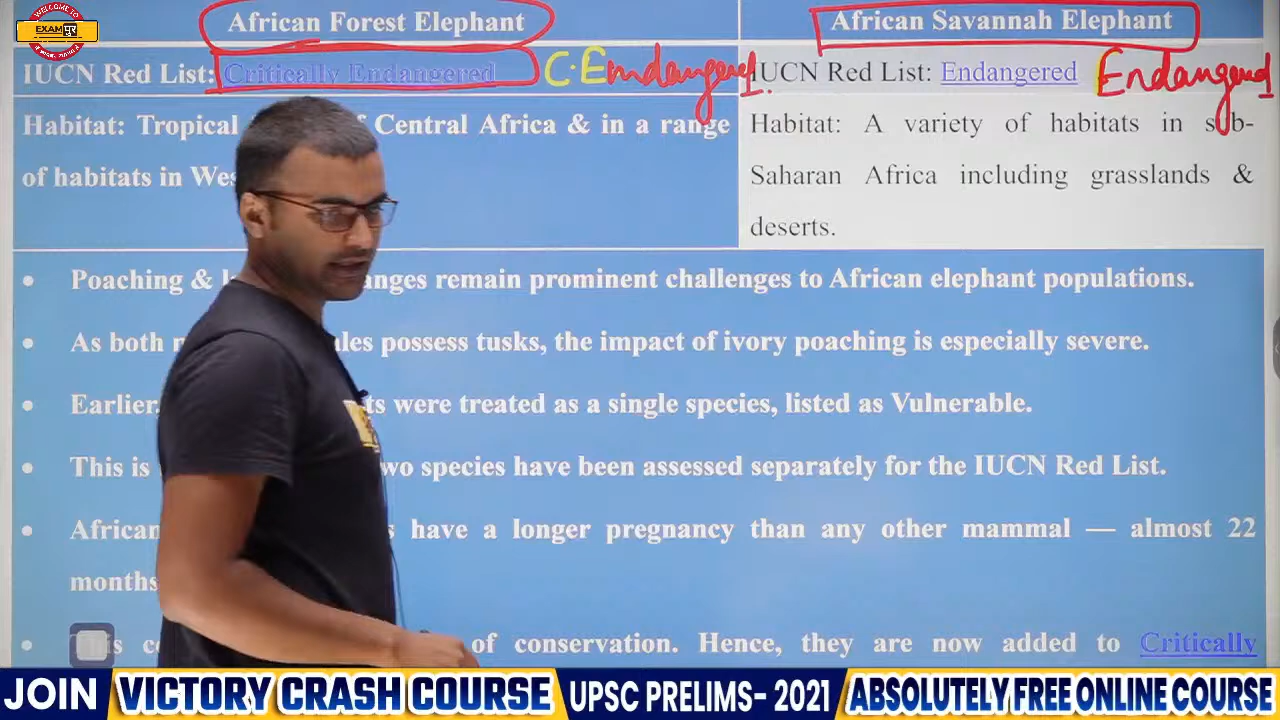 WELCOME TO
EXAM पुर
African Forest Elephant
African Savannah Elephant
IUCN Red List: Critically Endangered
C.Endangered
IUCN Red List: Endangered
Endangered
Habitat: Tropical of Central Africa & in a range
of habitats in Wes
Habitat: A variety of habitats in sub-
Saharan Africa including grasslands &
deserts.
• Poaching & anges remain prominent challenges to African elephant populations.
• As both ales possess tusks, the impact of ivory poaching is especially severe.
• Earlier. ts were treated as a single species, listed as Vulnerable.
• This is wo species have been assessed separately for the IUCN Red List.
• African s have a longer pregnancy than any other mammal — almost 22
months
• of conservation. Hence, they are now added to Critically
JOIN VICTORY CRASH COURSE UPSC PRELIMS- 2021 ABSOLUTELY FREE ONLINE COURSE